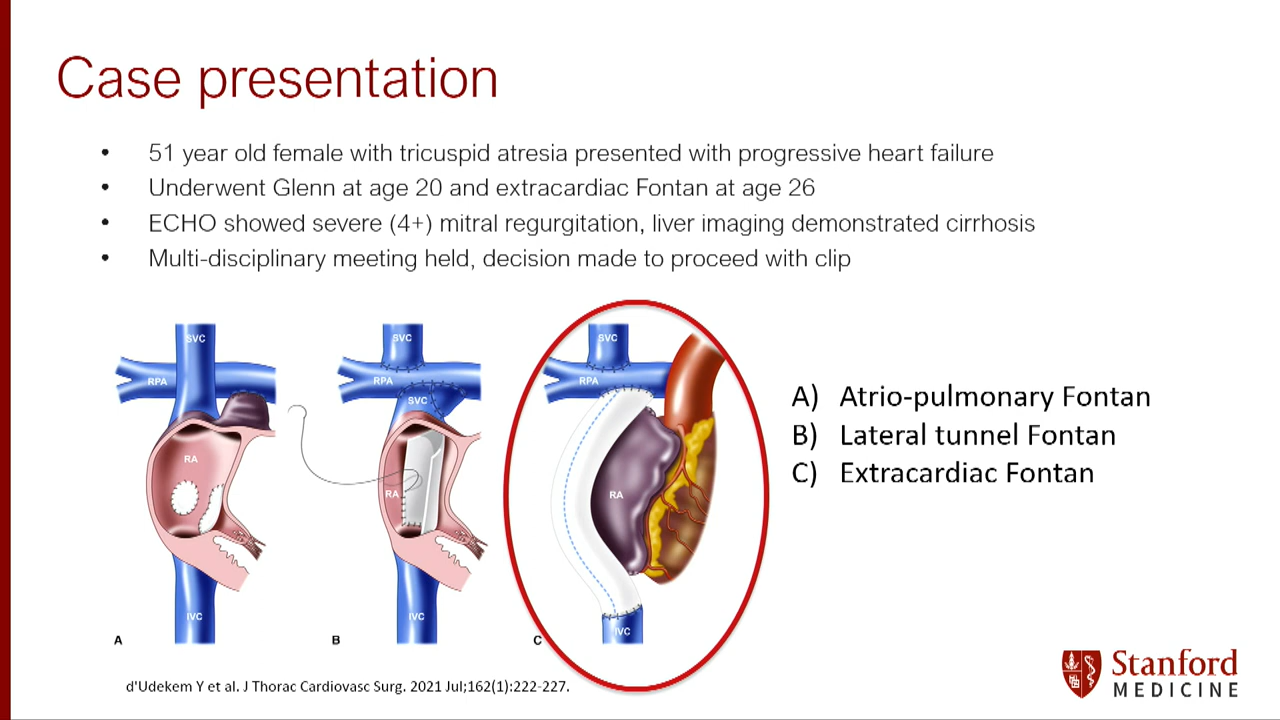 Case presentation
• 51 year old female with tricuspid atresia presented with progressive heart failure
• Underwent Glenn at age 20 and extracardiac Fontan at age 26
• ECHO showed severe (4+) mitral regurgitation, liver imaging demonstrated cirrhosis
• Multi-disciplinary meeting held, decision made to proceed with clip
SVC
RPA
RA
IVC
A
SVC
RPA
SVC
RA
IVC
B
SVC
RPA
RA
IVC
C
A) Atrio-pulmonary Fontan
B) Lateral tunnel Fontan
C) Extracardiac Fontan
d'Udekem Y et al. J Thorac Cardiovasc Surg. 2021 Jul;162(1):222-227.
Stanford
MEDICINE